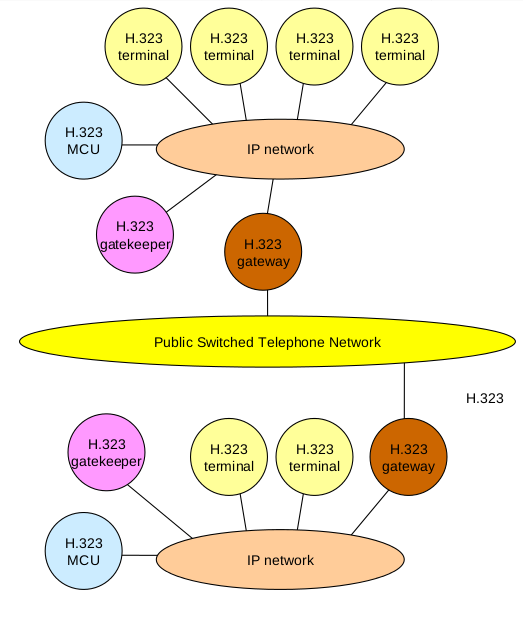 H.323
terminal
H.323
terminal
H.323
terminal
H.323
terminal
H.323
MCU
IP network
H.323
gatekeeper
H.323
gateway
Public Switched Telephone Network
H.323
H.323
gatekeeper
H.323
terminal
H.323
terminal
H.323
gateway
H.323
MCU
IP network